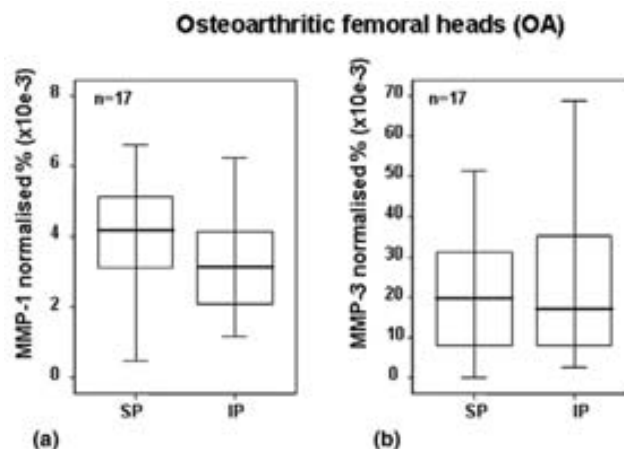 Osteoarthritic femoral heads (OA)
MMP-1 normalised % (x10e-3)
8
6
4
2
0
n=17
SP IP
(a)
MMP-3 normalised % (x10e-3)
70
60
50
40
30
20
10
0
n=17
SP IP
(b)